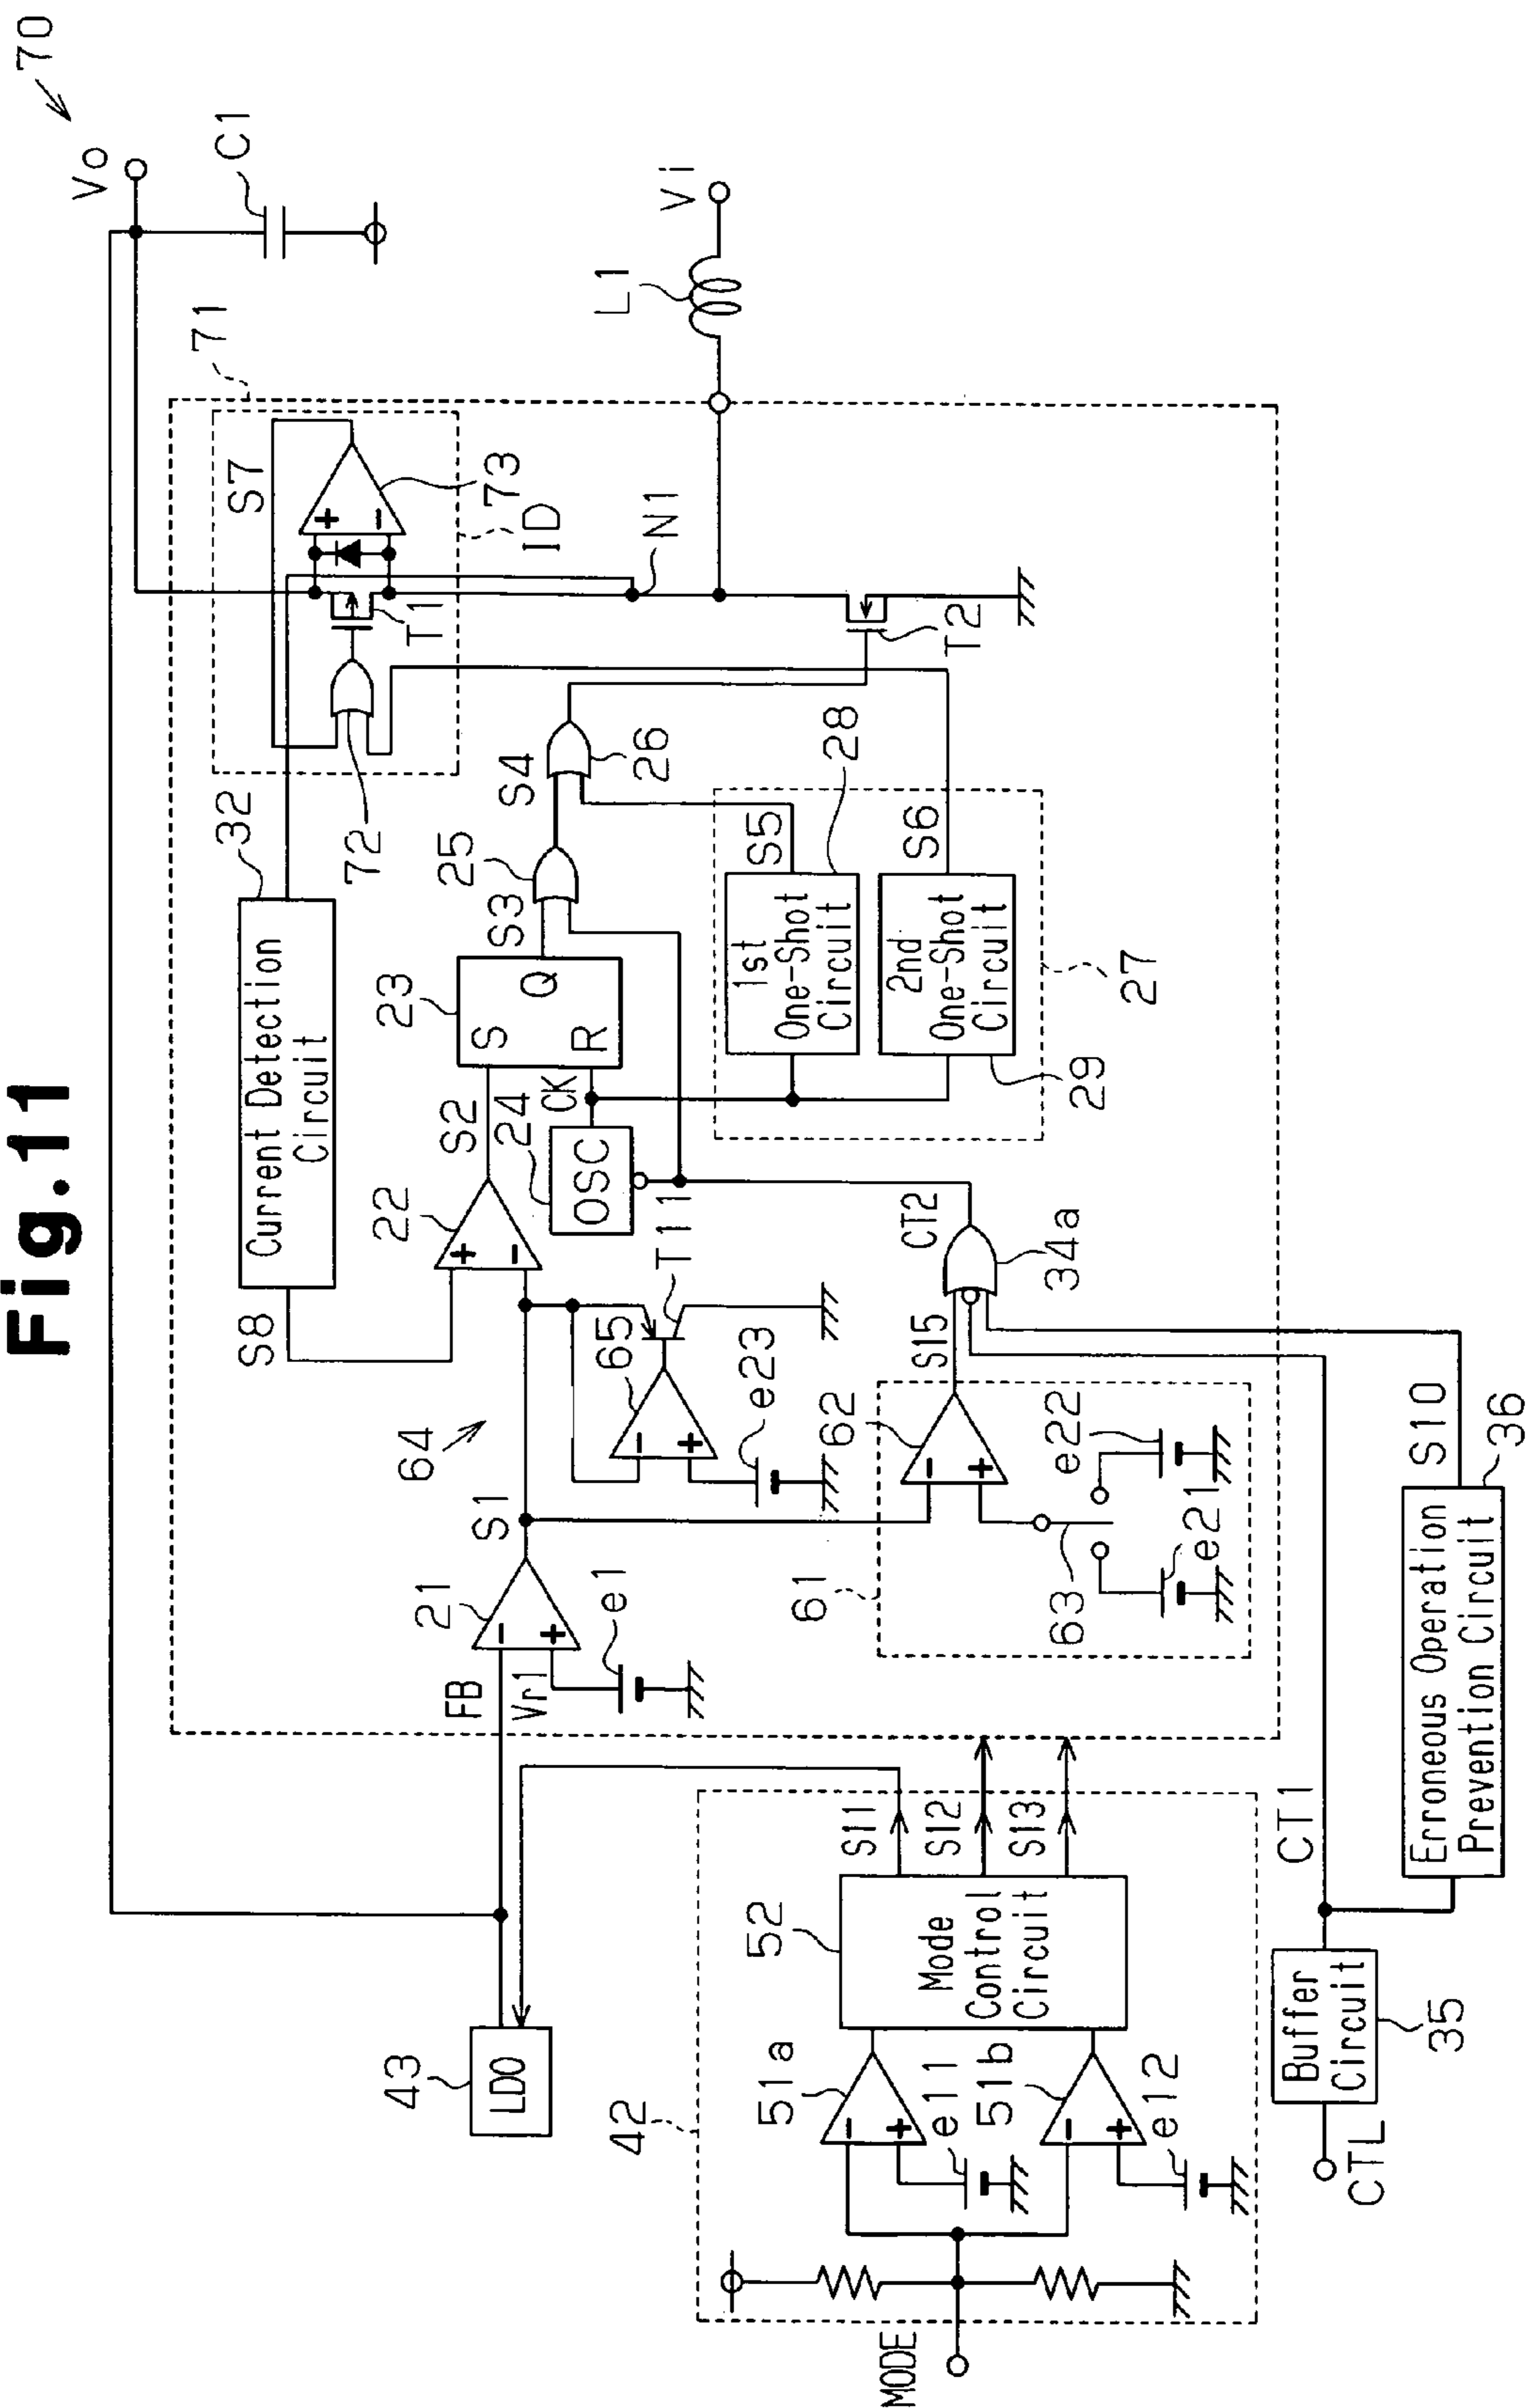 Fig.11
70
Vo
C1
71
Vi
L1
S7
73
ID
N1
T1
T2
72
32
Current Detection
Circuit
S8
S4
26
25
S3
23
S
Q
R
CK
S2
24
OSC
22
T11
S5
28
1st
One-Shot
Circuit
S6
2nd
One-Shot
Circuit
27
29
CT2
34a
64
65
e23
S15
62
e22
e21
61
63
S1
21
e1
FB
Vr1
S10
36
Erroneous Operation
Prevention Circuit
CT1
S11
S12
S13
52
Mode
Control
Circuit
43
LDO
42
51a
e11
51b
e12
Buffer
Circuit
35
CTL
MODE